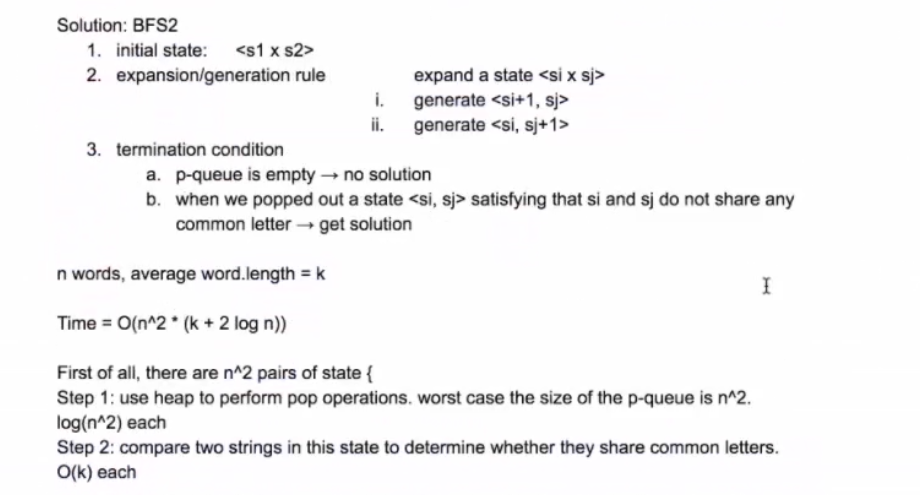 Solution: BFS2
1. initial state: <s1 x s2>
2. expansion/generation rule expand a state <si x sj>
i. generate <si+1, sj>
ii. generate <si, sj+1>
3. termination condition
a. p-queue is empty → no solution
b. when we popped out a state <si, sj> satisfying that si and sj do not share any
common letter → get solution
n words, average word.length = k
Time = O(n^2 * (k + 2 log n))
First of all, there are n^2 pairs of state {
Step 1: use heap to perform pop operations. worst case the size of the p-queue is n^2.
log(n^2) each
Step 2: compare two strings in this state to determine whether they share common letters.
O(k) each